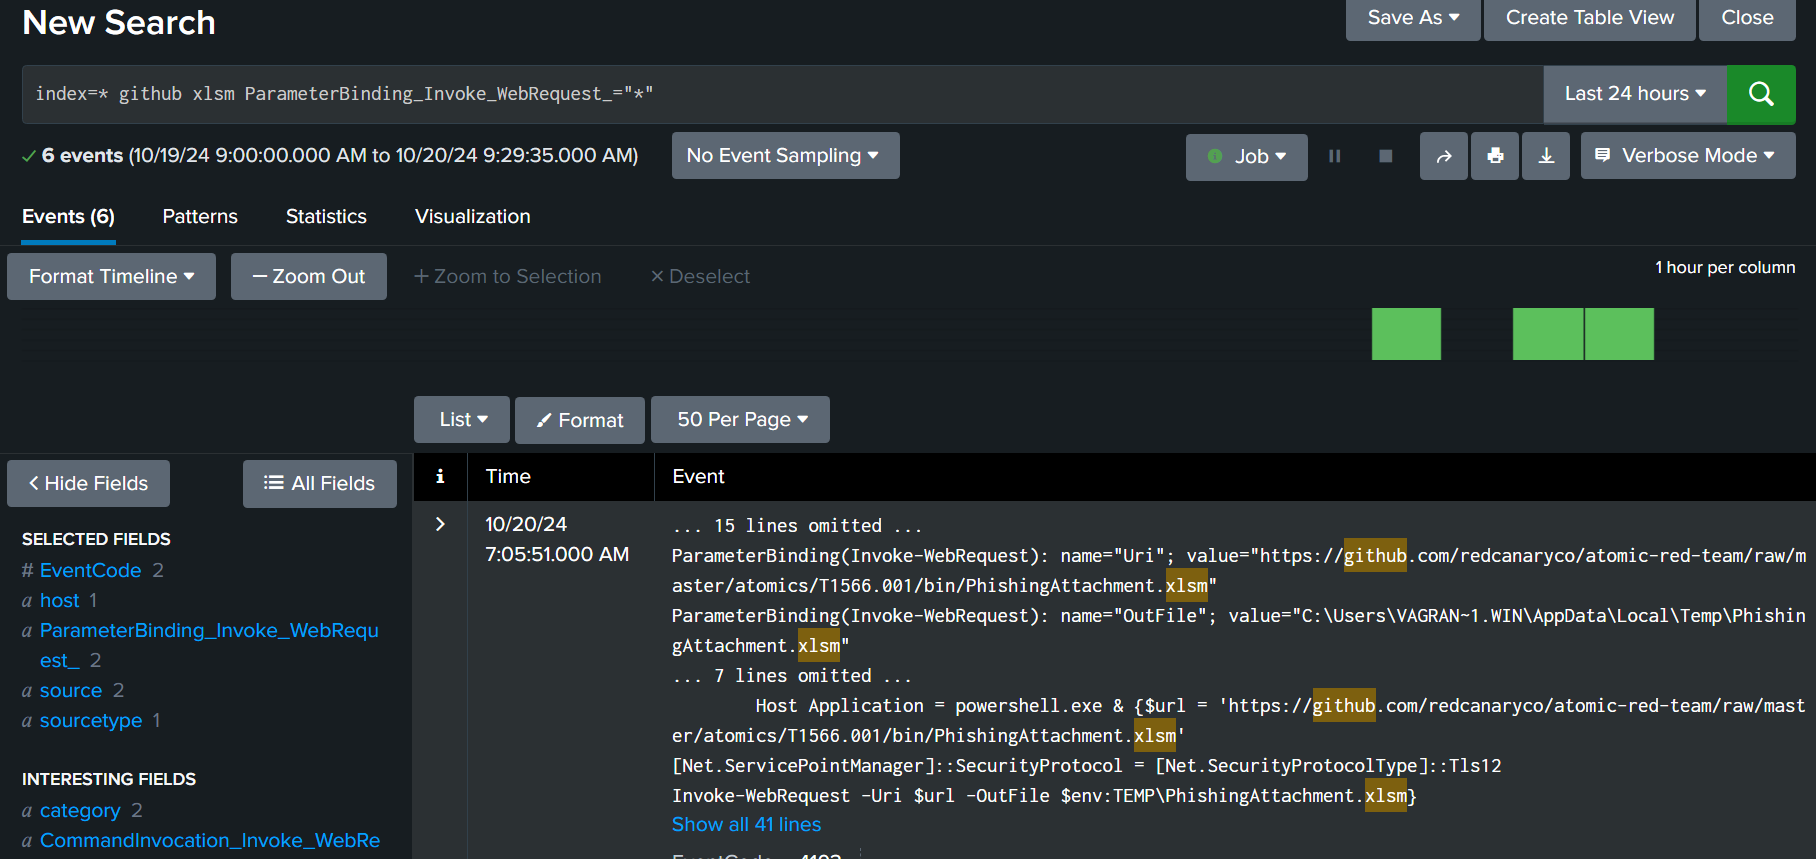 New Search
Save As
Create Table View
Close
index=* github xlsm ParameterBinding_Invoke_WebRequest_="*"
Last 24 hours
6 events (10/19/24 9:00:00.000 AM to 10/20/24 9:29:35.000 AM)
No Event Sampling
Job
Verbose Mode
Events (6)
Patterns
Statistics
Visualization
Format Timeline
Zoom Out
Zoom to Selection
Deselect
1 hour per column
List
Format
50 Per Page
Hide Fields
All Fields
i
Time
Event
SELECTED FIELDS
# EventCode 2
a host 1
a ParameterBinding_Invoke_WebRequ
est_ 2
a source 2
a sourcetype 1
INTERESTING FIELDS
a category 2
a CommandInvocation_Invoke_WebRe
10/20/24
7:05:51.000 AM
... 15 lines omitted ...
ParameterBinding(Invoke-WebRequest): name="Uri"; value="https://github.com/redcanaryco/atomic-red-team/raw/m
aster/atomics/T1566.001/bin/PhishingAttachment.xlsm"
ParameterBinding(Invoke-WebRequest): name="OutFile"; value="C:\Users\VAGRAN~1.WIN\AppData\Local\Temp\Phishin
gAttachment.xlsm"
... 7 lines omitted ...
Host Application = powershell.exe & {$url = 'https://github.com/redcanaryco/atomic-red-team/raw/mast
er/atomics/T1566.001/bin/PhishingAttachment.xlsm'
[Net.ServicePointManager]::SecurityProtocol = [Net.SecurityProtocolType]::Tls12
Invoke-WebRequest -Uri $url -OutFile $env:TEMP\PhishingAttachment.xlsm}
Show all 41 lines